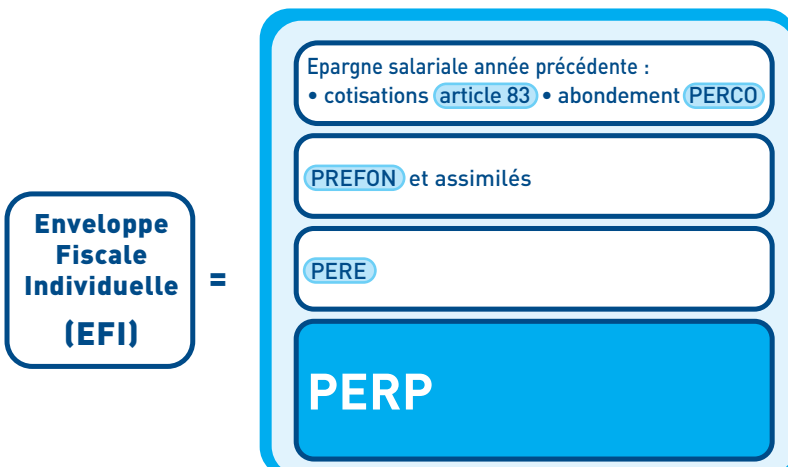 Epargne salariale année précédente :
• cotisations article 83 • abondement PERCO
PREFON et assimilés
PERE
PERP
Enveloppe
Fiscale
Individuelle
(EFI)
=